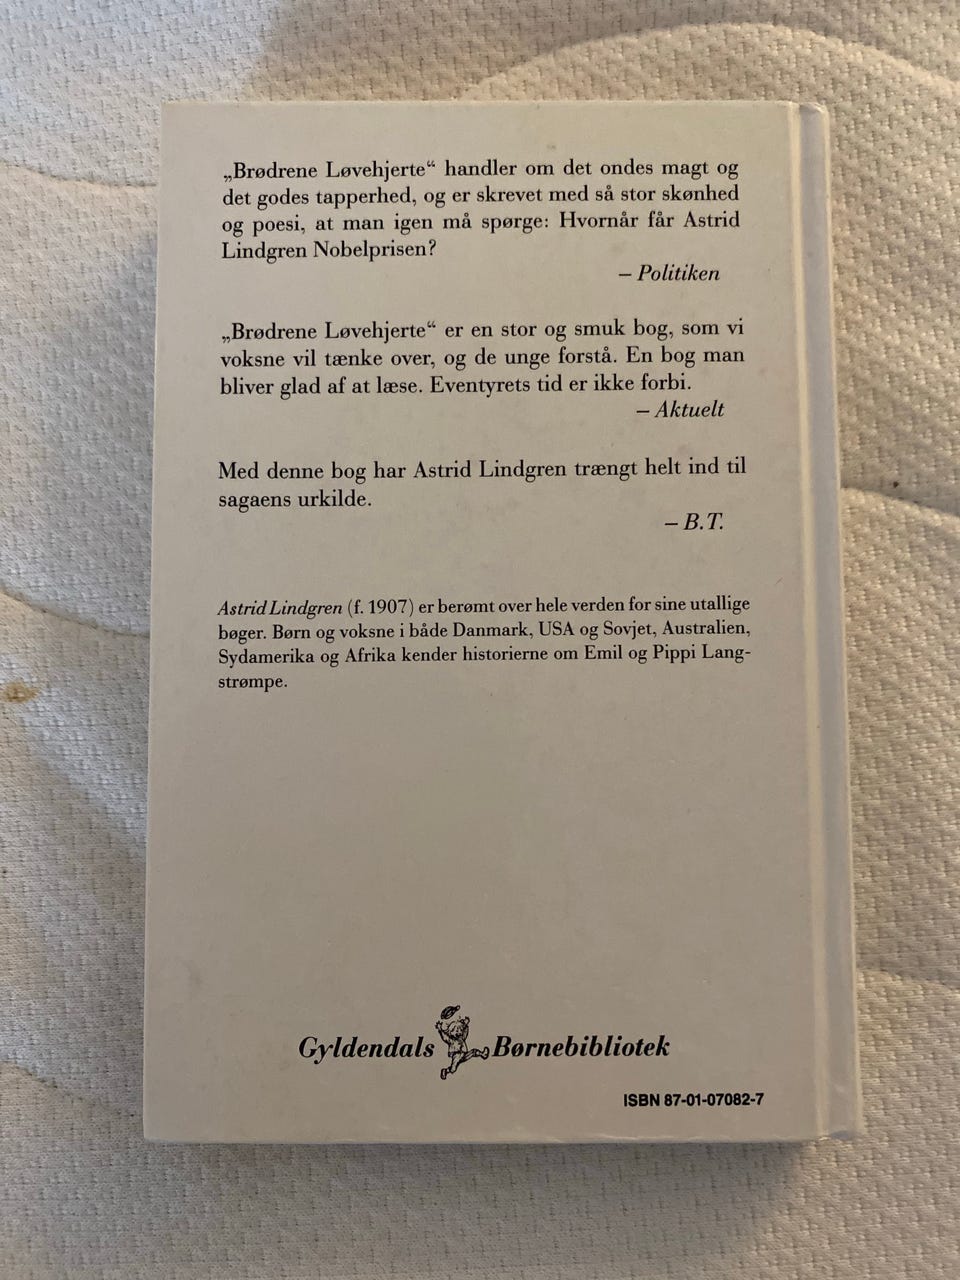 „Brødrene Løvehjerte“ handler om det ondes magt og
det godes tapperhed, og er skrevet med så stor skønhed
og poesi, at man igen må spørge: Hvornår får Astrid
Lindgren Nobelprisen?
– Politiken
„Brødrene Løvehjerte“ er en stor og smuk bog, som vi
voksne vil tænke over, og de unge forstå. En bog man
bliver glad af at læse. Eventyrets tid er ikke forbi.
– Aktuelt
Med denne bog har Astrid Lindgren trængt helt ind til
sagaens urkilde.
– B.T.
Astrid Lindgren (f. 1907) er berømt over hele verden for sine utallige
bøger. Børn og voksne i både Danmark, USA og Sovjet, Australien,
Sydamerika og Afrika kender historierne om Emil og Pippi Lang-
strømpe.
Gyldendals Børnebibliotek
ISBN 87-01-07082-7